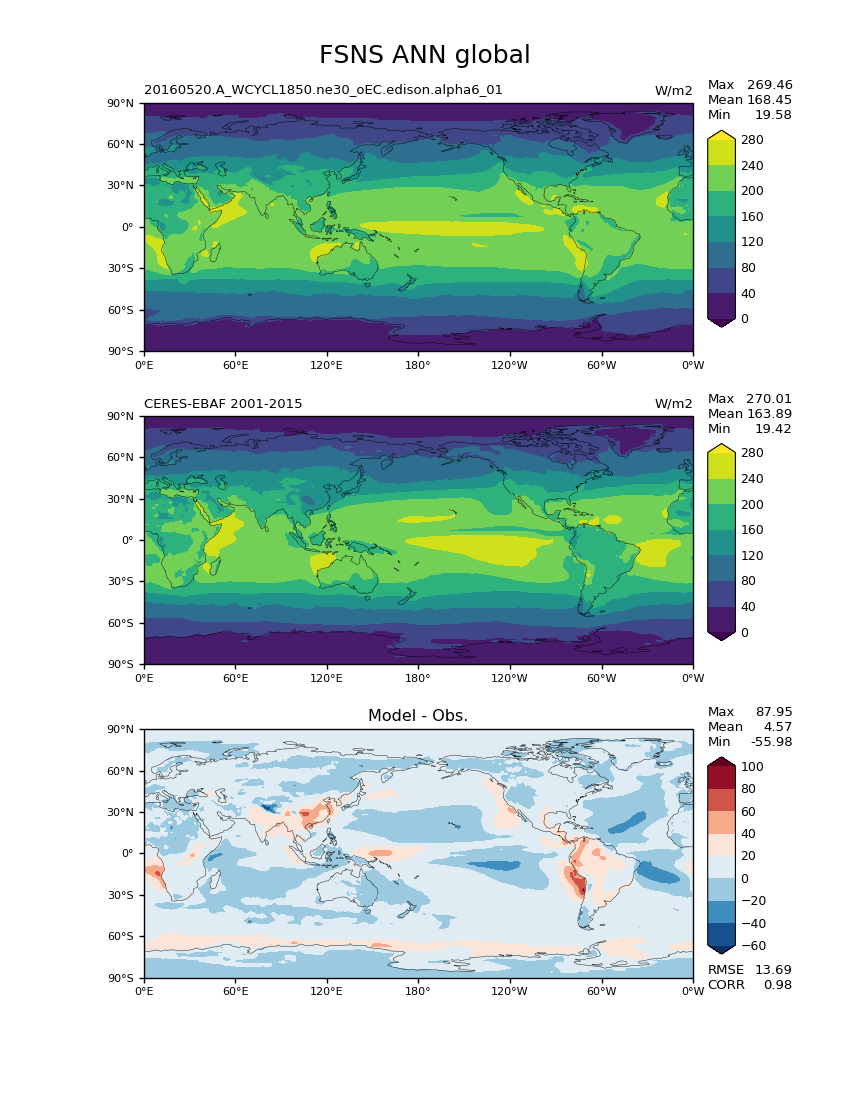 FSNS ANN global
20160520.A_WCYCL1850.ne30_oEC.edison.alpha6_01 W/m2
Max 269.46
Mean 168.45
Min 19.58
90°N
60°N
30°N
0°
30°S
60°S
90°S
0°E 60°E 120°E 180° 120°W 60°W 0°W
280
240
200
160
120
80
40
0
CERES-EBAF 2001-2015 W/m2
Max 270.01
Mean 163.89
Min 19.42
90°N
60°N
30°N
0°
30°S
60°S
90°S
0°E 60°E 120°E 180° 120°W 60°W 0°W
280
240
200
160
120
80
40
0
Model - Obs.
Max 87.95
Mean 4.57
Min -55.98
90°N
60°N
30°N
0°
30°S
60°S
90°S
0°E 60°E 120°E 180° 120°W 60°W 0°W
100
80
60
40
20
0
−20
−40
−60
RMSE 13.69
CORR 0.98